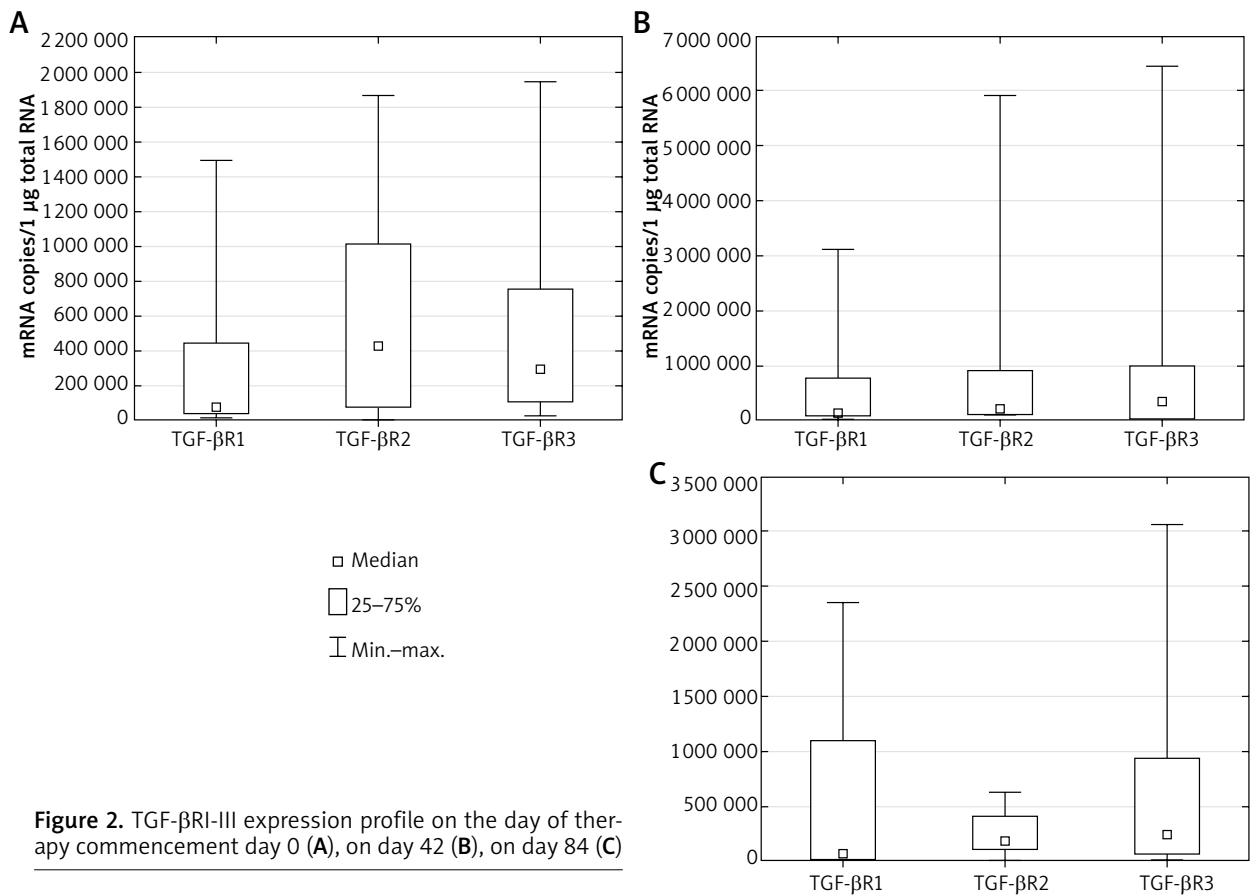 A
mRNA copies/1 µg total RNA
2 200 000
2 000 000
1 800 000
1 600 000
1 400 000
1 200 000
1 000 000
800 000
600 000
400 000
200 000
0
TGF-βR1 TGF-βR2 TGF-βR3
B
mRNA copies/1 µg total RNA
7 000 000
6 000 000
5 000 000
4 000 000
3 000 000
2 000 000
1 000 000
0
TGF-βR1 TGF-βR2 TGF-βR3
C
3 500 000
3 000 000
2 500 000
2 000 000
1 500 000
1 000 000
500 000
0
TGF-βR1 TGF-βR2 TGF-βR3
Median
25–75%
Min.–max.
Figure 2. TGF-βRI-III expression profile on the day of ther-
apy commencement day 0 (A), on day 42 (B), on day 84 (C)